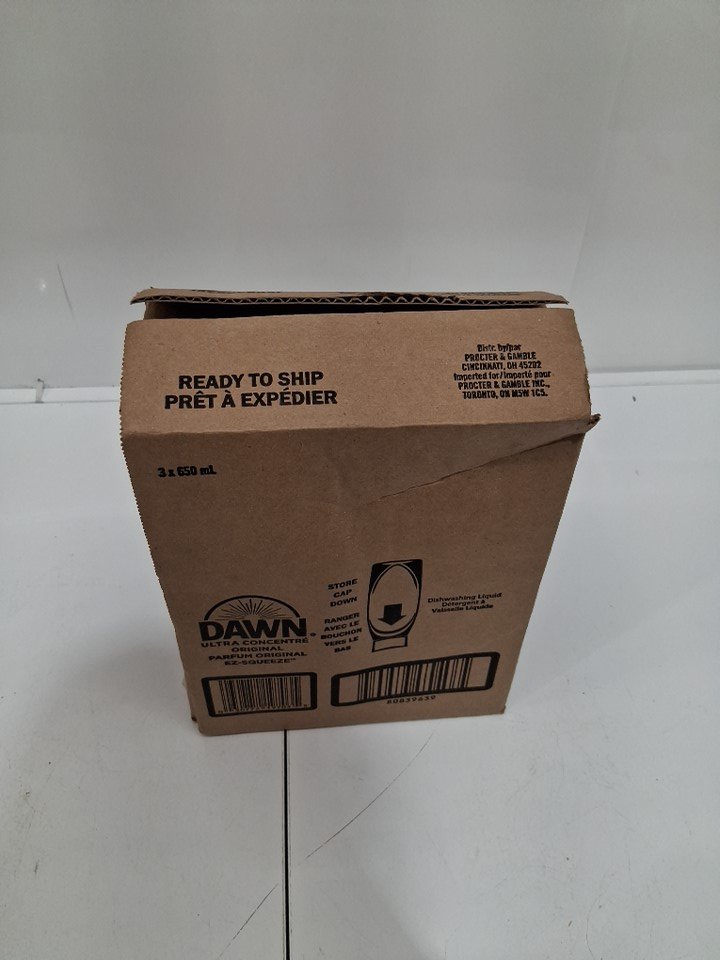 READY TO SHIP
PRÊT À EXPÉDIER
Distr. by/par
PROCTER & GAMBLE
CINCINNATI, OH 45202
Imported for/Importé pour
PROCTER & GAMBLE INC.,
TORONTO, ON M5W 1C5.
3 x 650 mL
STORE
CAP
DOWN
RANGER
AVEC LE
BOUCHON
VERS LE
BAS
Dishwashing Liquid
Détergent à
Vaisselle Liquide
DAWN®
ULTRA CONCENTRÉ
ORIGINAL
PARFUM ORIGINAL
EZ-SQUEEZE™
80839639